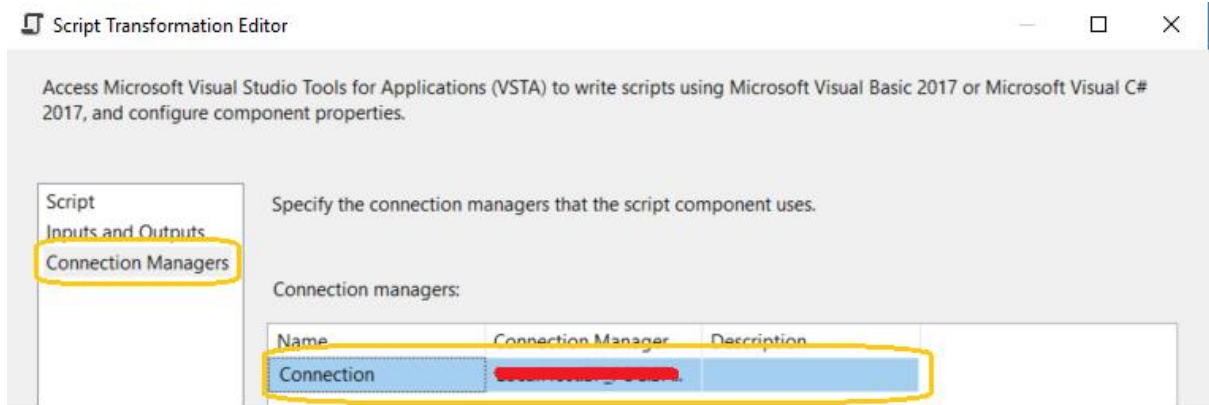 Script Transformation Editor
Access Microsoft Visual Studio Tools for Applications (VSTA) to write scripts using Microsoft Visual Basic 2017 or Microsoft Visual C#
2017, and configure component properties.
Script
Inputs and Outputs
Connection Managers
Specify the connection managers that the script component uses.
Connection managers:
Name Connection Manager Description
Connection